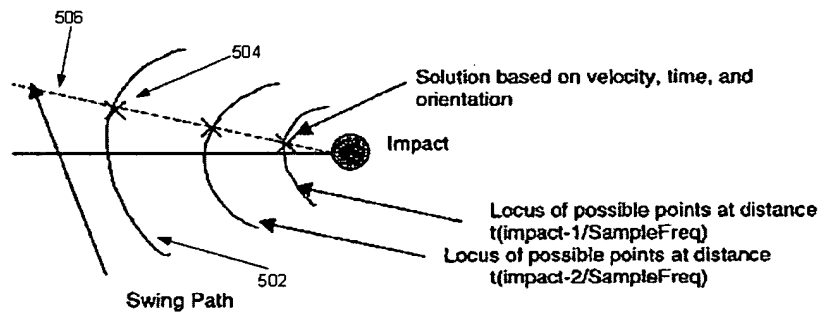 506
504
Solution based on velocity, time, and
orientation
Impact
Locus of possible points at distance
t(impact-1/SampleFreq)
Locus of possible points at distance
t(impact-2/SampleFreq)
502
Swing Path